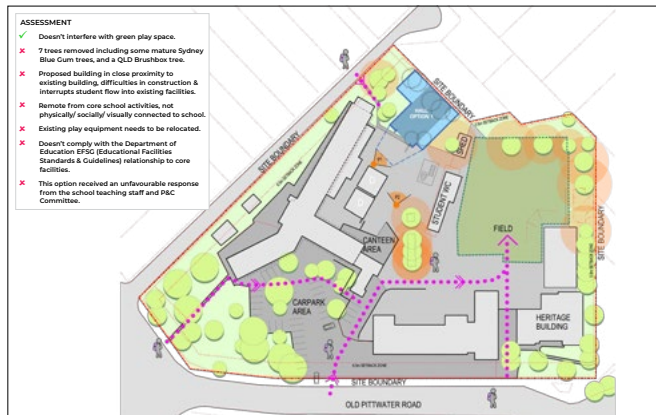 ASSESSMENT
✓ Doesn't interfere with green play space.
✗ 7 trees removed including some mature Sydney
Blue Gum trees, and a QLD Brushbox tree.
✗ Proposed building in close proximity to
existing building, difficulties in construction &
interrupts student flow into existing facilities.
✗ Remote from core school activities, not
physically/ socially/ visually connected to school.
✗ Existing play equipment needs to be relocated.
✗ Doesn't comply with the Department of
Education EFSG (Educational Facilities
Standards & Guidelines) relationship to core
facilities.
✗ This option received an unfavourable response
from the school teaching staff and P&C
Committee.
SITE BOUNDARY
OPTION 1
SITE BOUNDARY
SHED
STUDENT WC
SITE BOUNDARY
FIELD
CANTEEN
AREA
CARPARK
AREA
HERITAGE
BUILDING
SITE BOUNDARY
OLD PITTWATER ROAD